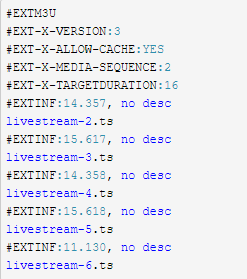 #EXTM3U
#EXT-X-VERSION:3
#EXT-X-ALLOW-CACHE:YES
#EXT-X-MEDIA-SEQUENCE:2
#EXT-X-TARGETDURATION:16
#EXTINF:14.357, no desc
livestream-2.ts
#EXTINF:15.617, no desc
livestream-3.ts
#EXTINF:14.358, no desc
livestream-4.ts
#EXTINF:15.618, no desc
livestream-5.ts
#EXTINF:11.130, no desc
livestream-6.ts